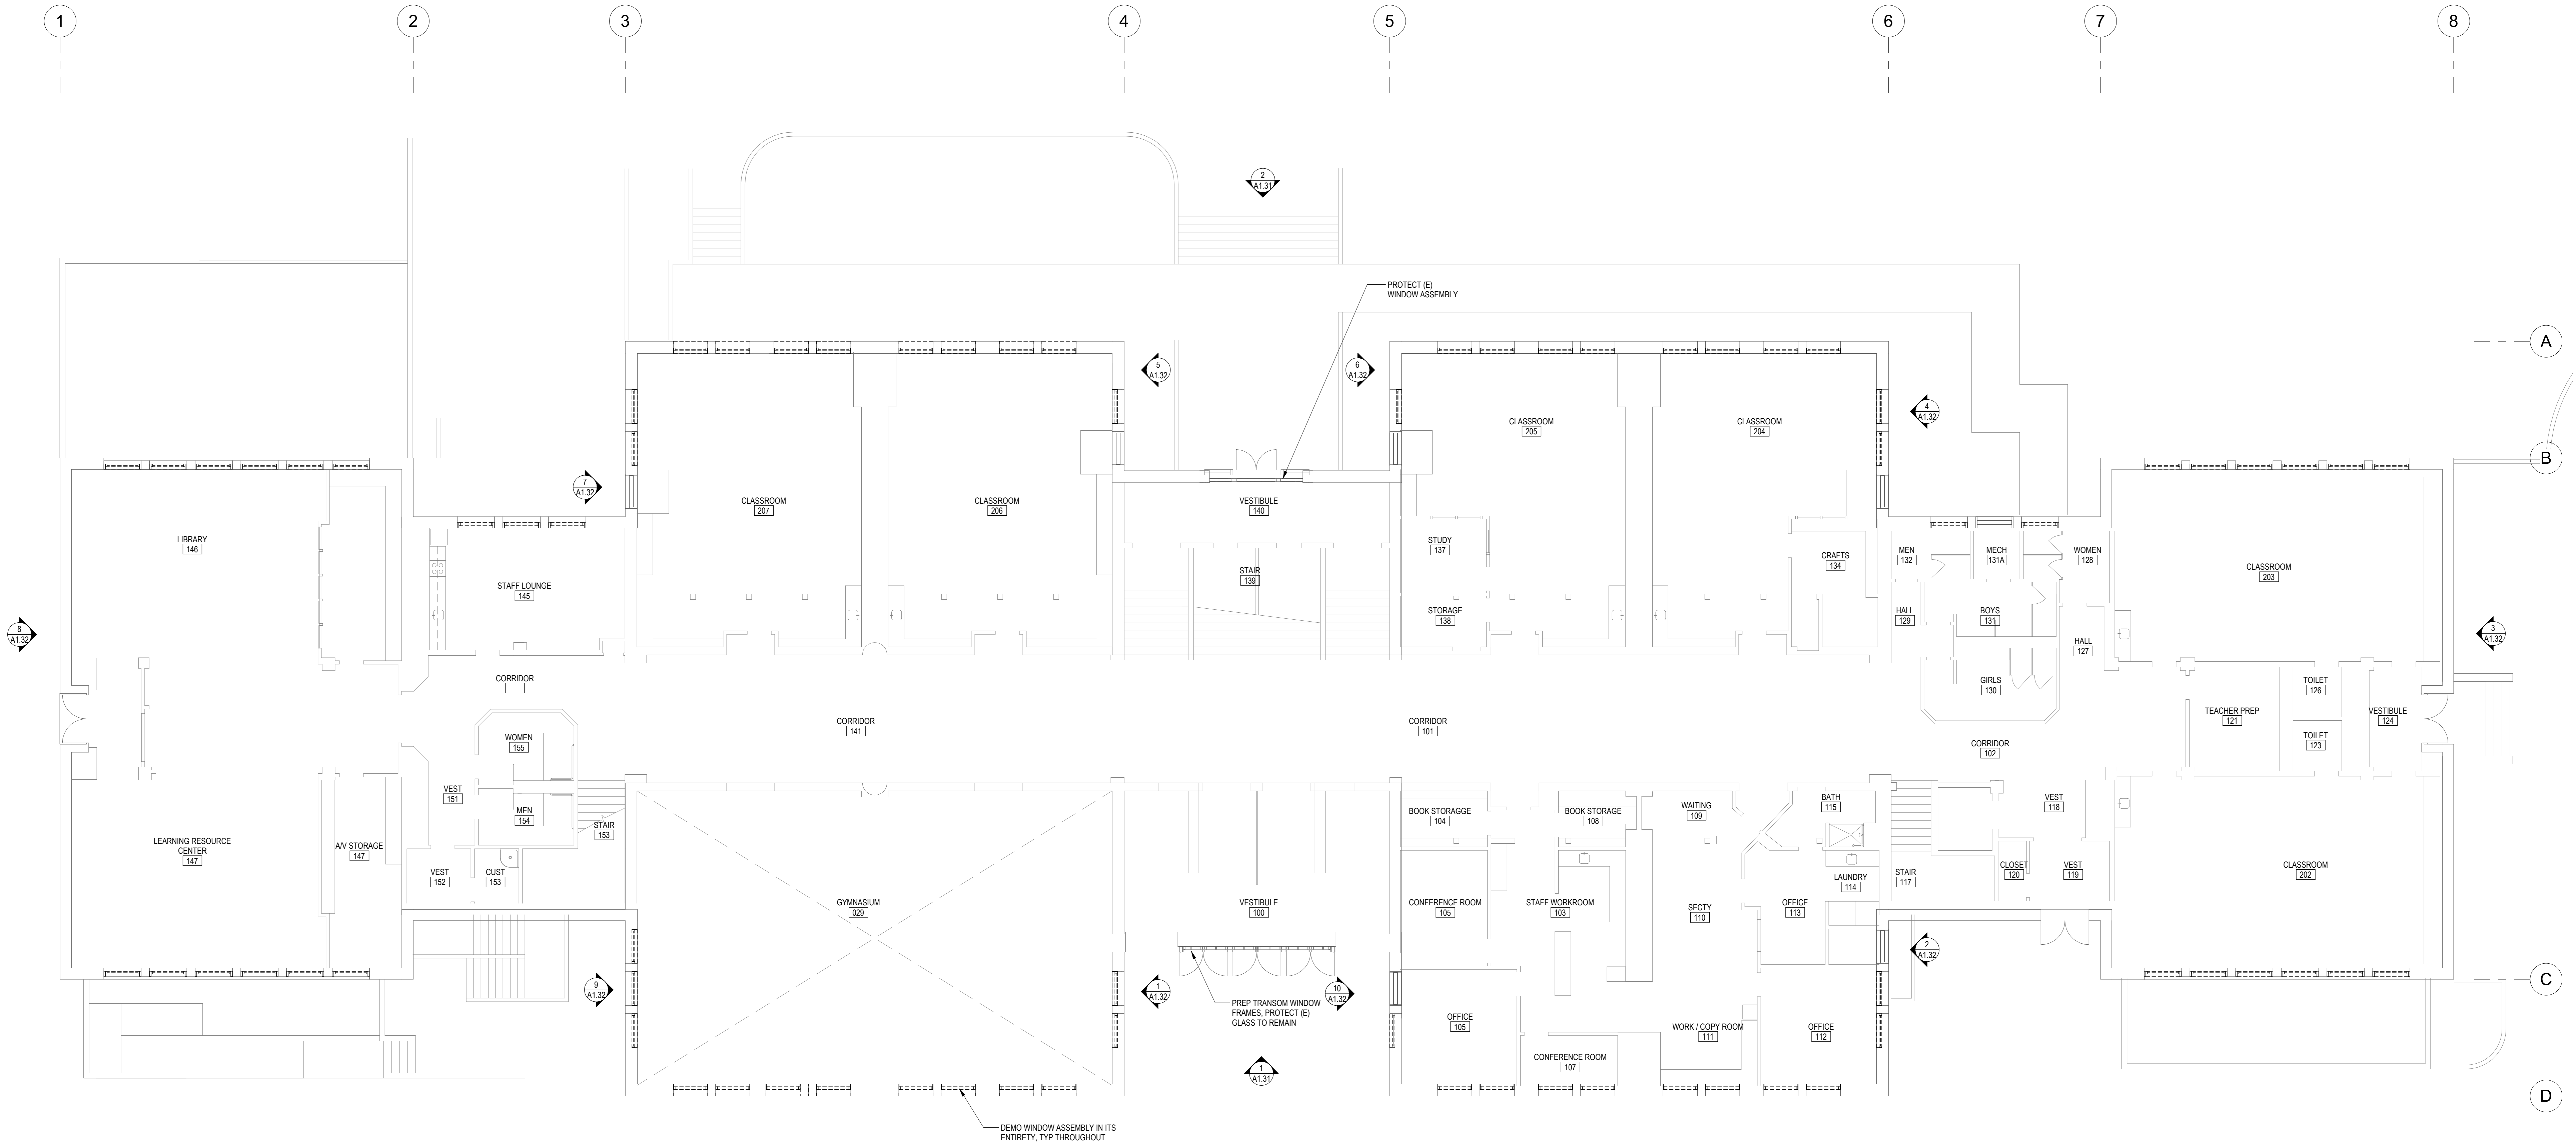 1
2
3
4
5
6
7
8
2
A1.31
PROTECT (E)
WINDOW ASSEMBLY
A
5
A1.32
6
A1.32
4
A1.32
CLASSROOM
205
CLASSROOM
204
B
7
A1.32
CLASSROOM
207
CLASSROOM
206
VESTIBULE
140
LIBRARY
146
STUDY
137
MEN
132
MECH
131A
WOMEN
128
CRAFTS
134
CLASSROOM
203
STAIR
139
STAFF LOUNGE
145
STORAGE
138
HALL
129
BOYS
131
8
A1.32
3
A1.32
HALL
127
CORRIDOR
GIRLS
130
TOILET
126
CORRIDOR
141
CORRIDOR
101
TEACHER PREP
121
VESTIBULE
124
WOMEN
155
CORRIDOR
102
TOILET
123
VEST
151
MEN
154
STAIR
153
BOOK STORAGGE
104
BOOK STORAGE
108
WAITING
109
BATH
115
VEST
118
LEARNING RESOURCE
CENTER
147
A/V STORAGE
147
VEST
152
CUST
153
LAUNDRY
114
STAIR
117
CLOSET
120
VEST
119
CLASSROOM
202
GYMNASIUM
029
VESTIBULE
100
CONFERENCE ROOM
105
STAFF WORKROOM
103
SECTY
110
OFFICE
113
2
A1.32
9
A1.32
1
A1.32
10
A1.32
C
PREP TRANSOM WINDOW
FRAMES, PROTECT (E)
GLASS TO REMAIN
OFFICE
105
WORK / COPY ROOM
111
OFFICE
112
CONFERENCE ROOM
107
1
A1.31
D
DEMO WINDOW ASSEMBLY IN ITS
ENTIRETY, TYP THROUGHOUT